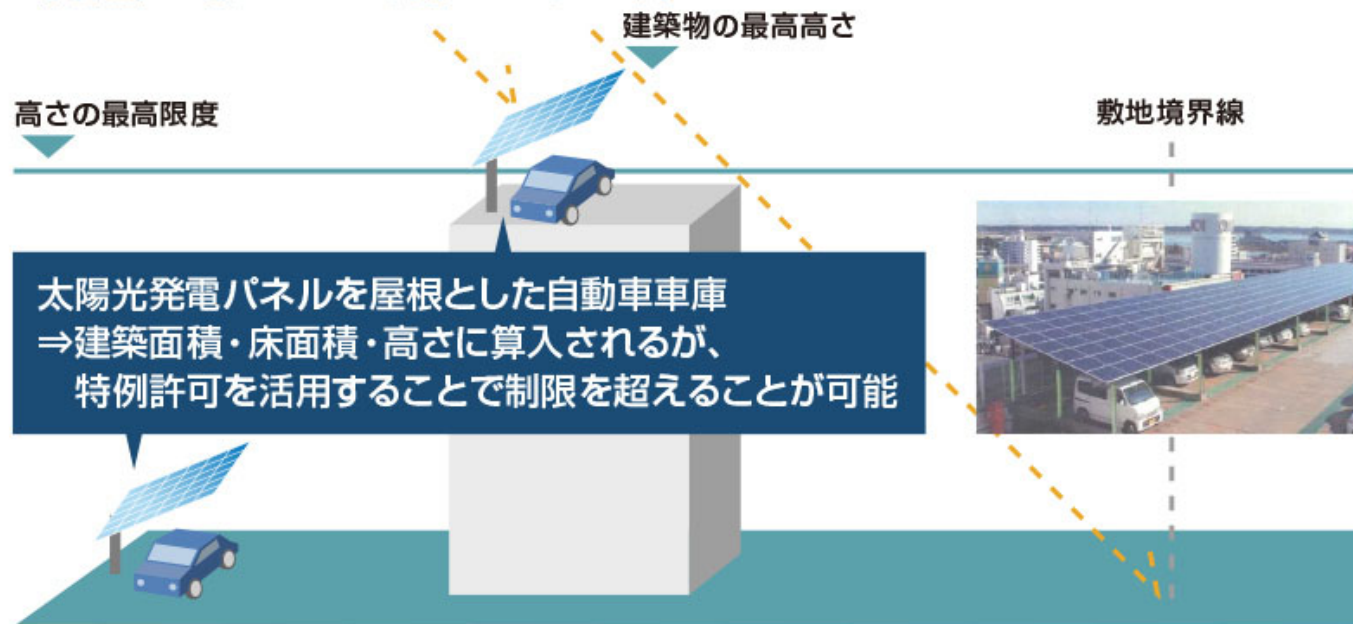 建築物の最高高さ
高さの最高限度
敷地境界線
太陽光発電パネルを屋根とした自動車車庫
⇒建築面積・床面積・高さに算入されるが、
特例許可を活用することで制限を超えることが可能